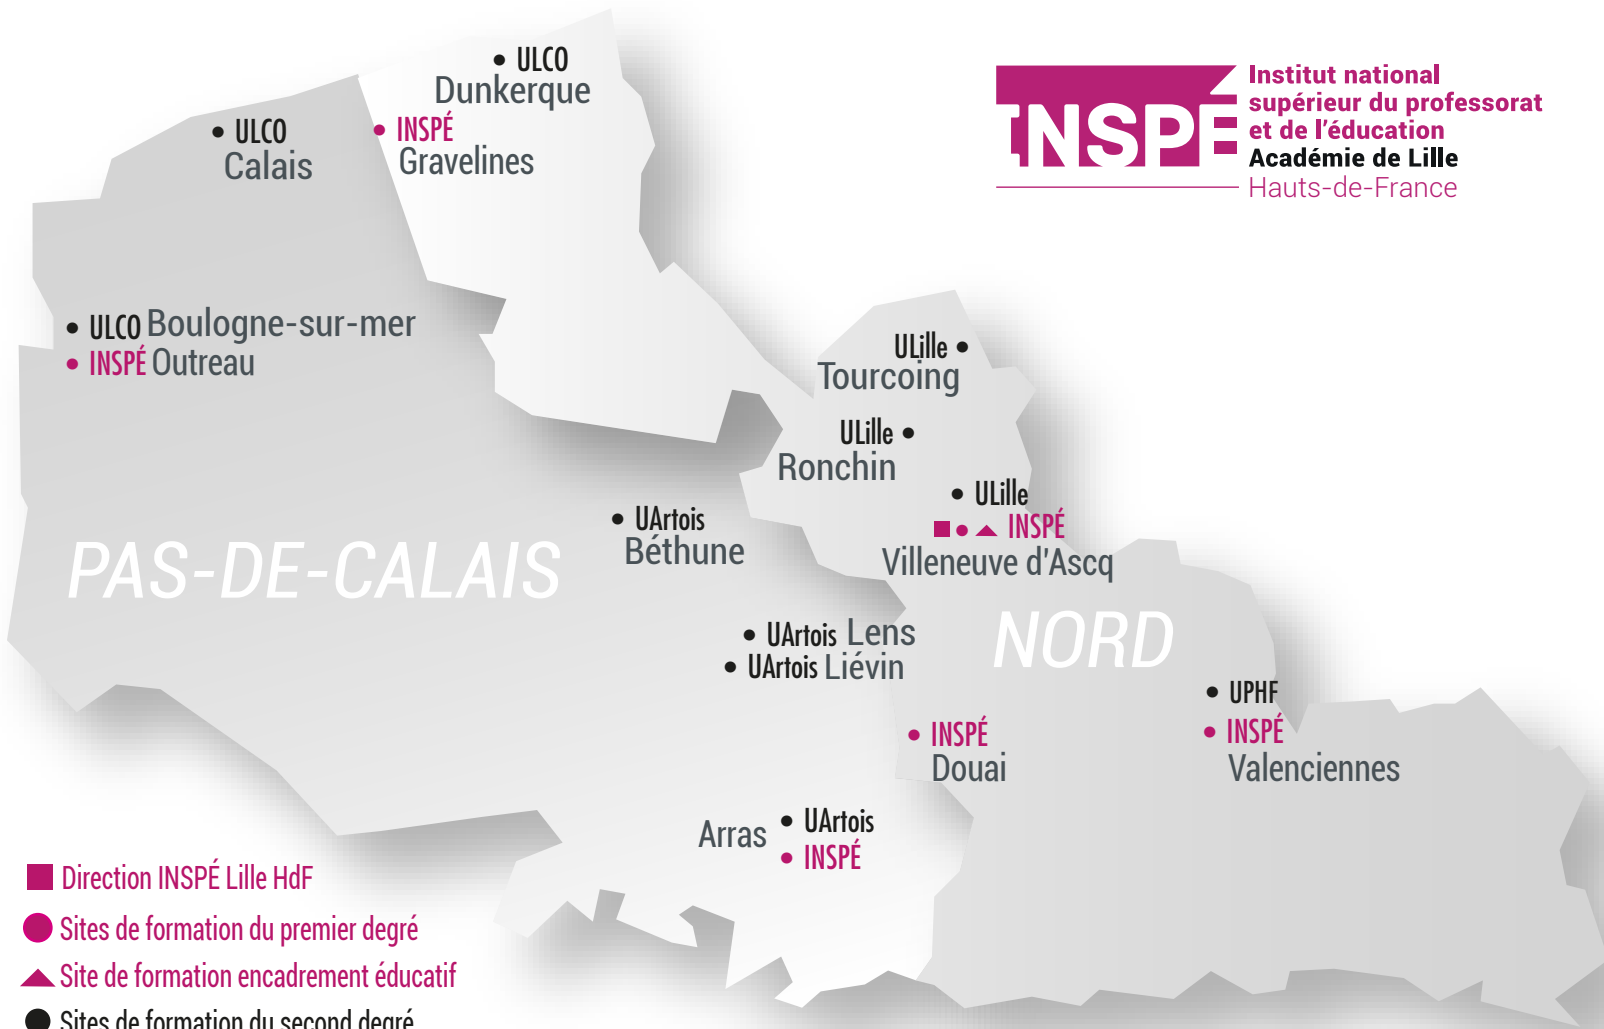 ULCO
Dunkerque
INSPÉ
Gravelines
ULCO
Calais
INSPÉ
Institut national
supérieur du professorat
et de l'éducation
Académie de Lille
Hauts-de-France
ULCO Boulogne-sur-mer
INSPÉ Outreau
ULille
Tourcoing
ULille
Ronchin
ULille
INSPÉ
Villeneuve d'Ascq
UArtois
Béthune
PAS-DE-CALAIS
NORD
UArtois Lens
UArtois Liévin
UPHF
INSPÉ
Valenciennes
INSPÉ
Douai
Arras
UArtois
INSPÉ
Direction INSPÉ Lille HdF
Sites de formation du premier degré
Site de formation encadrement éducatif
Sites de formation du second degré